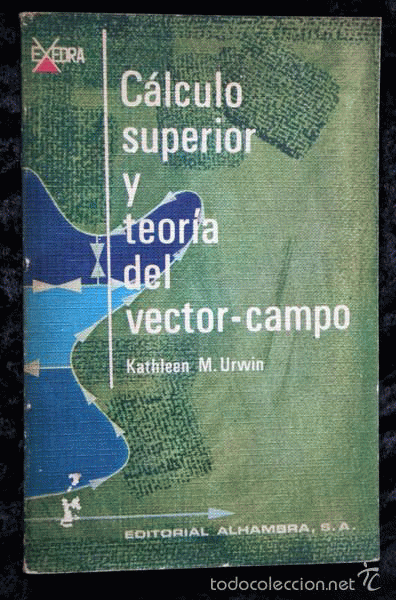 EXEDRA
Cálculo
superior
y
teoría
del
vector-campo
Kathleen M. Urwin
EDITORIAL ALHAMBRA, S. A.
todocoleccion.net